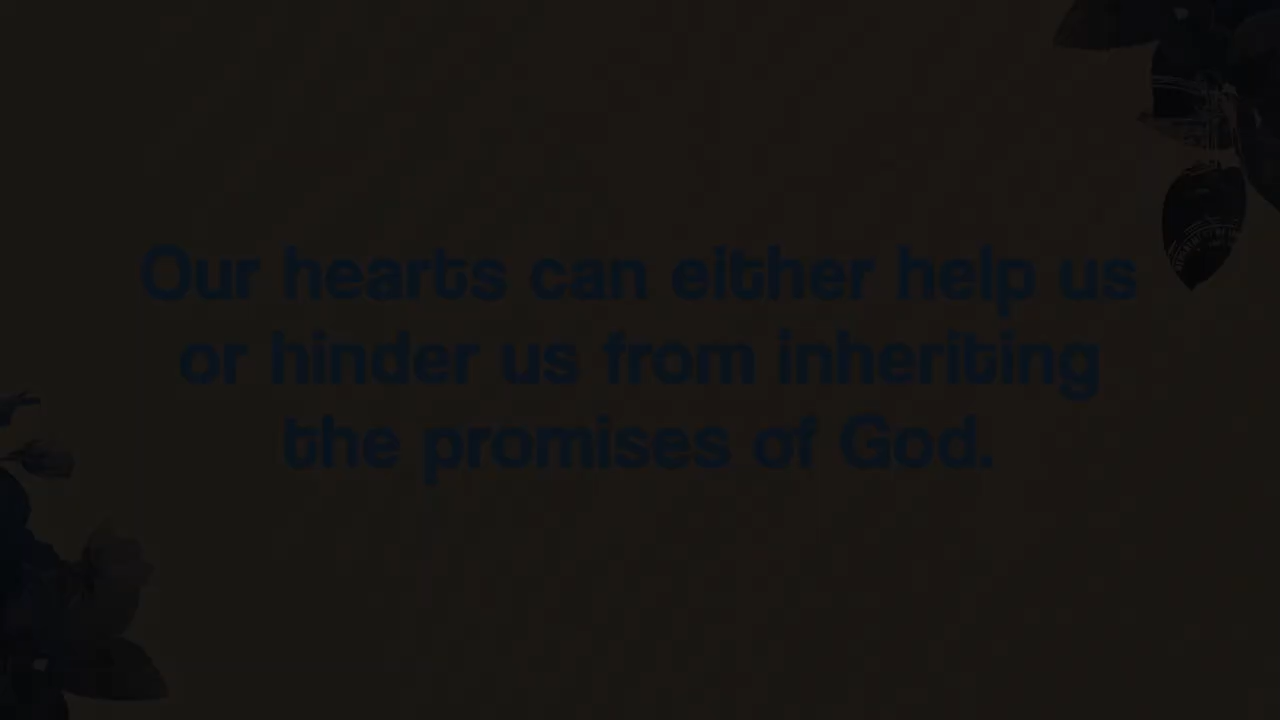 Our hearts can either help us
or hinder us from inheriting
the promises of God.